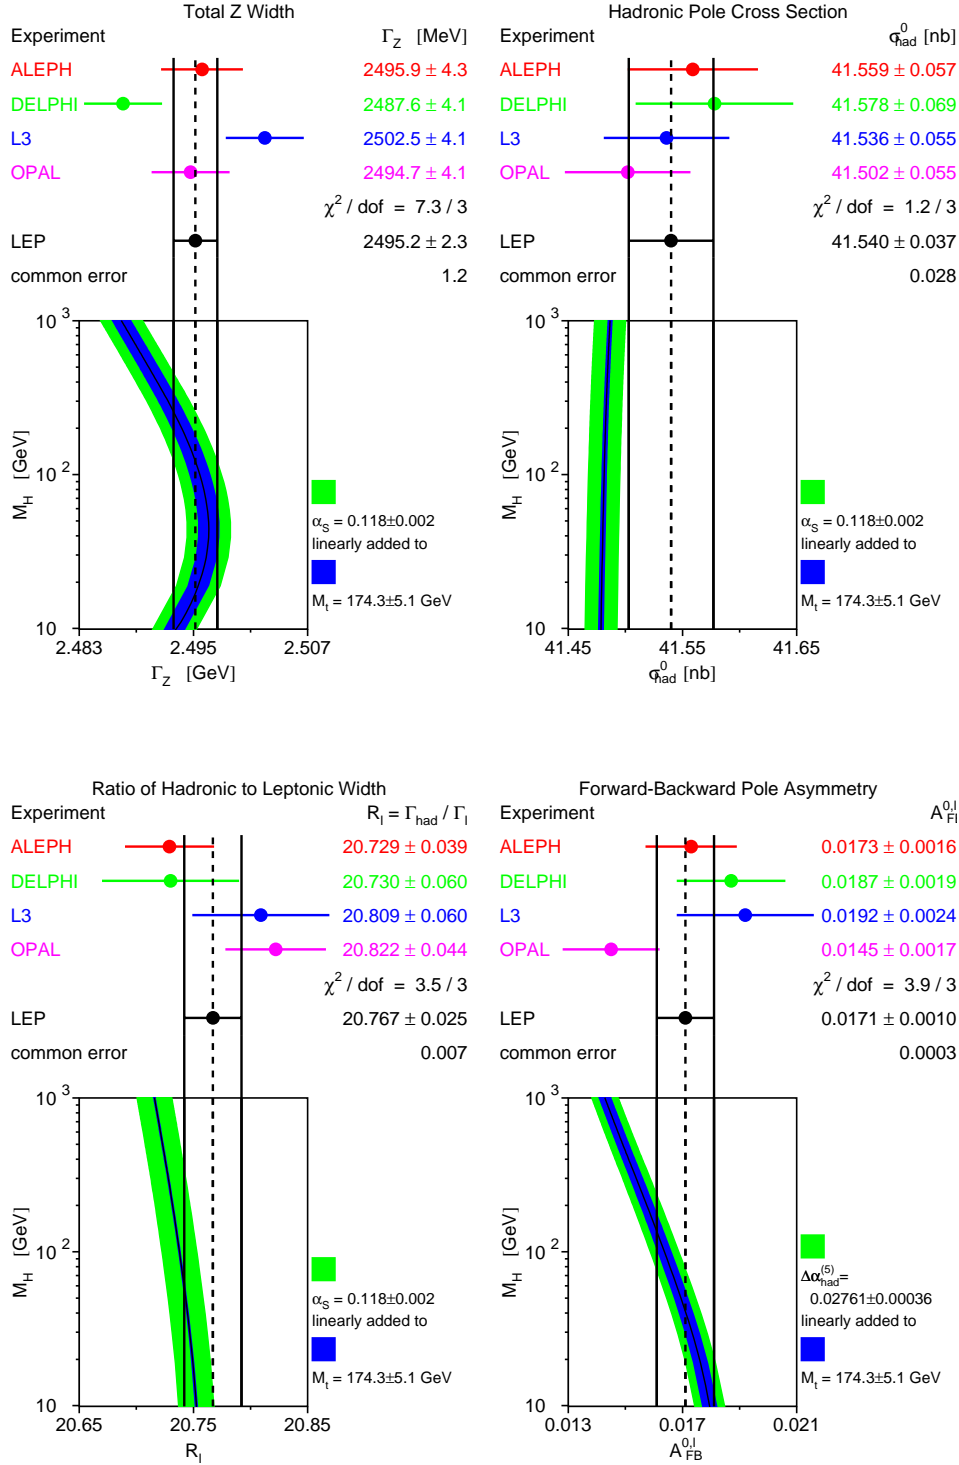 Total Z Width
Experiment Γ_Z [MeV]
ALEPH 2495.9 ± 4.3
DELPHI 2487.6 ± 4.1
L3 2502.5 ± 4.1
OPAL 2494.7 ± 4.1
χ² / dof = 7.3 / 3
LEP 2495.2 ± 2.3
common error 1.2
10³
10²
10
M_H [GeV]
α_S = 0.118±0.002
linearly added to
M_t = 174.3±5.1 GeV
2.483 2.495 2.507
Γ_Z [GeV]
Hadronic Pole Cross Section
Experiment σ⁰_had [nb]
ALEPH 41.559 ± 0.057
DELPHI 41.578 ± 0.069
L3 41.536 ± 0.055
OPAL 41.502 ± 0.055
χ² / dof = 1.2 / 3
LEP 41.540 ± 0.037
common error 0.028
10³
10²
10
M_H [GeV]
α_S = 0.118±0.002
linearly added to
M_t = 174.3±5.1 GeV
41.45 41.55 41.65
σ⁰_had [nb]
Ratio of Hadronic to Leptonic Width
Experiment R_l = Γ_had / Γ_l
ALEPH 20.729 ± 0.039
DELPHI 20.730 ± 0.060
L3 20.809 ± 0.060
OPAL 20.822 ± 0.044
χ² / dof = 3.5 / 3
LEP 20.767 ± 0.025
common error 0.007
10³
10²
10
M_H [GeV]
α_S = 0.118±0.002
linearly added to
M_t = 174.3±5.1 GeV
20.65 20.75 20.85
R_l
Forward-Backward Pole Asymmetry
Experiment A^0,l_FB
ALEPH 0.0173 ± 0.0016
DELPHI 0.0187 ± 0.0019
L3 0.0192 ± 0.0024
OPAL 0.0145 ± 0.0017
χ² / dof = 3.9 / 3
LEP 0.0171 ± 0.0010
common error 0.0003
10³
10²
10
M_H [GeV]
Δα^(5)_had=
0.02761±0.00036
linearly added to
M_t = 174.3±5.1 GeV
0.013 0.017 0.021
A^0,l_FB